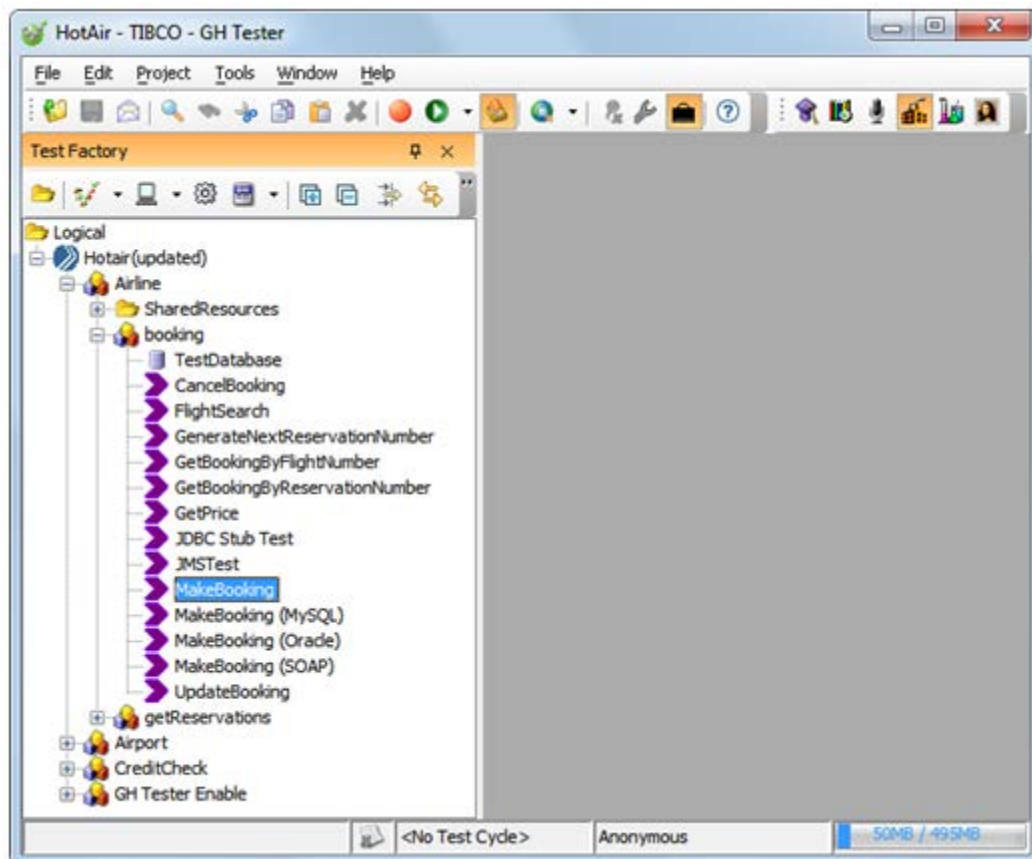 HotAir - TIBCO - GH Tester
File Edit Project Tools Window Help
Test Factory
Logical
Hotair(updated)
Airline
SharedResources
booking
TestDatabase
CancelBooking
FlightSearch
GenerateNextReservationNumber
GetBookingByFlightNumber
GetBookingByReservationNumber
GetPrice
JDBC Stub Test
JMSTest
MakeBooking
MakeBooking (MySQL)
MakeBooking (Oracle)
MakeBooking (SOAP)
UpdateBooking
getReservations
Airport
CreditCheck
GH Tester Enable
<No Test Cycle> Anonymous 50MB / 495MB